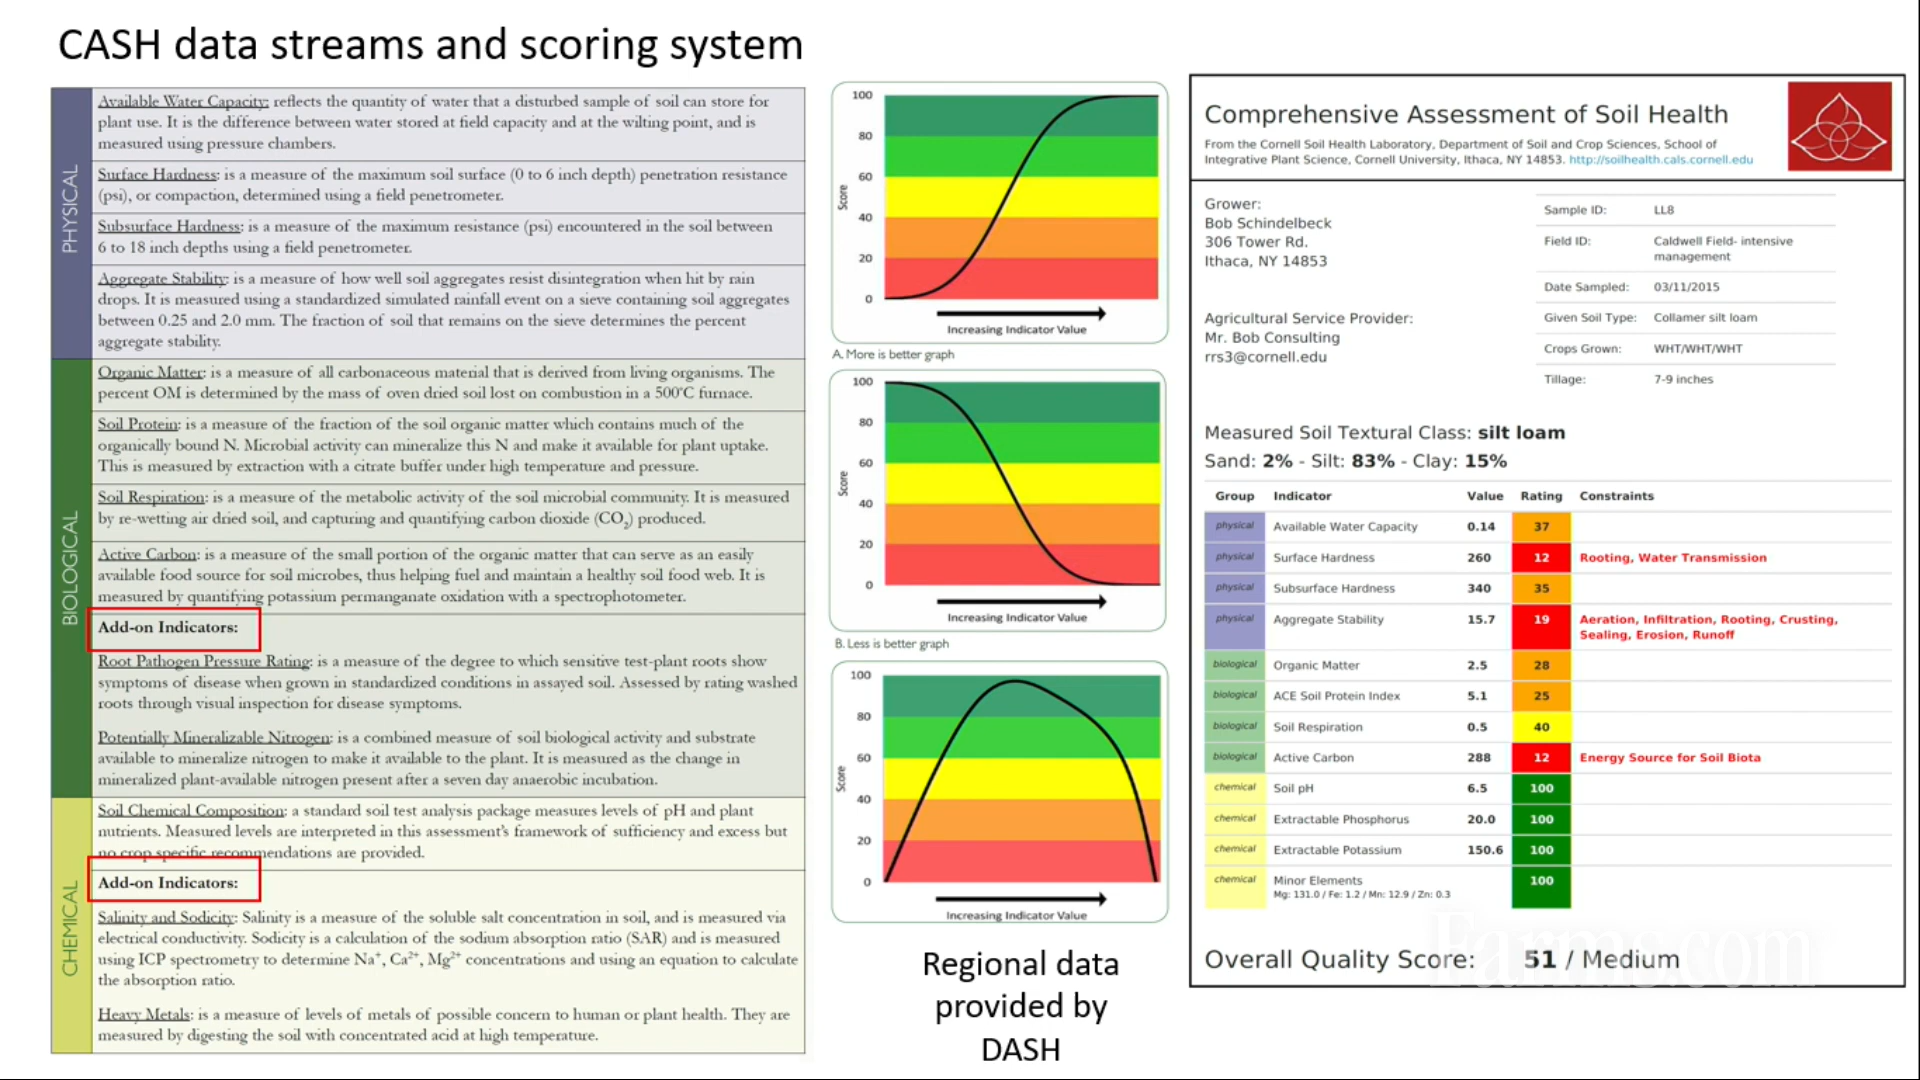 CASH data streams and scoring system
PHYSICAL
Available Water Capacity: reflects the quantity of water that a disturbed sample of soil can store for
plant use. It is the difference between water stored at field capacity and at the wilting point, and is
measured using pressure chambers.
Surface Hardness: is a measure of the maximum soil surface (0 to 6 inch depth) penetration resistance
(psi), or compaction, determined using a field penetrometer.
Subsurface Hardness: is a measure of the maximum resistance (psi) encountered in the soil between
6 to 18 inch depths using a field penetrometer.
Aggregate Stability: is a measure of how well soil aggregates resist disintegration when hit by rain
drops. It is measured using a standardized simulated rainfall event on a sieve containing soil aggregates
between 0.25 and 2.0 mm. The fraction of soil that remains on the sieve determines the percent
aggregate stability.
BIOLOGICAL
Organic Matter: is a measure of all carbonaceous material that is derived from living organisms. The
percent OM is determined by the mass of oven dried soil lost on combustion in a 500°C furnace.
Soil Protein: is a measure of the fraction of the soil organic matter which contains much of the
organically bound N. Microbial activity can mineralize this N and make it available for plant uptake.
This is measured by extraction with a citrate buffer under high temperature and pressure.
Soil Respiration: is a measure of the metabolic activity of the soil microbial community. It is measured
by re-wetting air dried soil, and capturing and quantifying carbon dioxide (CO₂) produced.
Active Carbon: is a measure of the small portion of the organic matter that can serve as an easily
available food source for soil microbes, thus helping fuel and maintain a healthy soil food web. It is
measured by quantifying potassium permanganate oxidation with a spectrophotometer.
Add-on Indicators:
Root Pathogen Pressure Rating: is a measure of the degree to which sensitive test-plant roots show
symptoms of disease when grown in standardized conditions in assayed soil. Assessed by rating washed
roots through visual inspection for disease symptoms.
Potentially Mineralizable Nitrogen: is a combined measure of soil biological activity and substrate
available to mineralize nitrogen to make it available to the plant. It is measured as the change in
mineralized plant-available nitrogen present after a seven day anaerobic incubation.
CHEMICAL
Soil Chemical Composition: a standard soil test analysis package measures levels of pH and plant
nutrients. Measured levels are interpreted in this assessment's framework of sufficiency and excess but
no crop specific recommendations are provided.
Add-on Indicators:
Salinity and Sodicity: Salinity is a measure of the soluble salt concentration in soil, and is measured via
electrical conductivity. Sodicity is a calculation of the sodium absorption ratio (SAR) and is measured
using ICP spectrometry to determine Na⁺, Ca²⁺, Mg²⁺ concentrations and using an equation to calculate
the absorption ratio.
Heavy Metals: is a measure of levels of metals of possible concern to human or plant health. They are
measured by digesting the soil with concentrated acid at high temperature.
100
80
60
40
20
0
Score
Increasing Indicator Value
A. More is better graph
100
80
60
40
20
0
Score
Increasing Indicator Value
B. Less is better graph
100
80
60
40
20
0
Score
Increasing Indicator Value
Regional data
provided by
DASH
Comprehensive Assessment of Soil Health
From the Cornell Soil Health Laboratory, Department of Soil and Crop Sciences, School of
Integrative Plant Science, Cornell University, Ithaca, NY 14853. http://soilhealth.cals.cornell.edu
Grower:
Bob Schindelbeck
306 Tower Rd.
Ithaca, NY 14853
Agricultural Service Provider:
Mr. Bob Consulting
rrs3@cornell.edu
Sample ID: LL8
Field ID: Caldwell Field- intensive
management
Date Sampled: 03/11/2015
Given Soil Type: Collamer silt loam
Crops Grown: WHT/WHT/WHT
Tillage: 7-9 inches
Measured Soil Textural Class: silt loam
Sand: 2% - Silt: 83% - Clay: 15%
Group Indicator Value Rating Constraints
physical Available Water Capacity 0.14 37
physical Surface Hardness 260 12 Rooting, Water Transmission
physical Subsurface Hardness 340 35
physical Aggregate Stability 15.7 19 Aeration, Infiltration, Rooting, Crusting,
Sealing, Erosion, Runoff
biological Organic Matter 2.5 28
biological ACE Soil Protein Index 5.1 25
biological Soil Respiration 0.5 40
biological Active Carbon 288 12 Energy Source for Soil Biota
chemical Soil pH 6.5 100
chemical Extractable Phosphorus 20.0 100
chemical Extractable Potassium 150.6 100
chemical Minor Elements 100
Mg: 131.0 / Fe: 1.2 / Mn: 12.9 / Zn: 0.3
Overall Quality Score: 51 / Medium
Farms.com